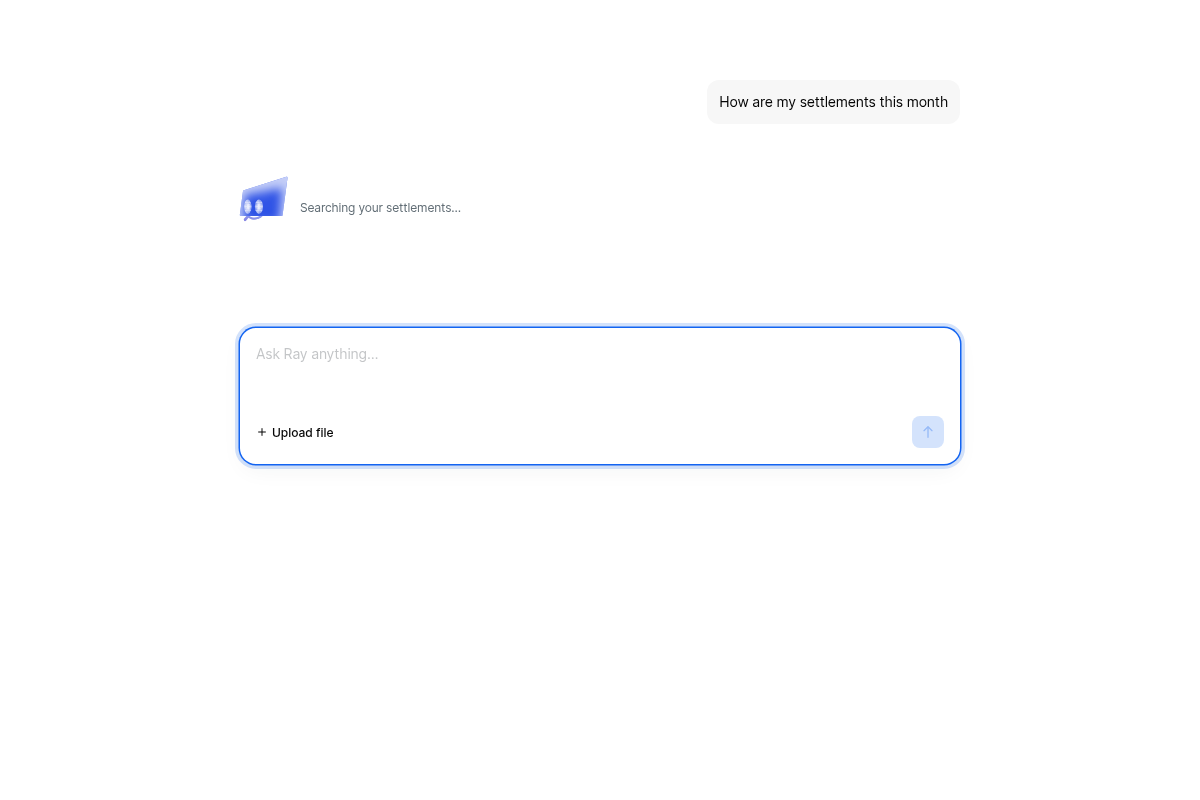 How are my settlements this month
Searching your settlements...
Ask Ray anything...
+ Upload file